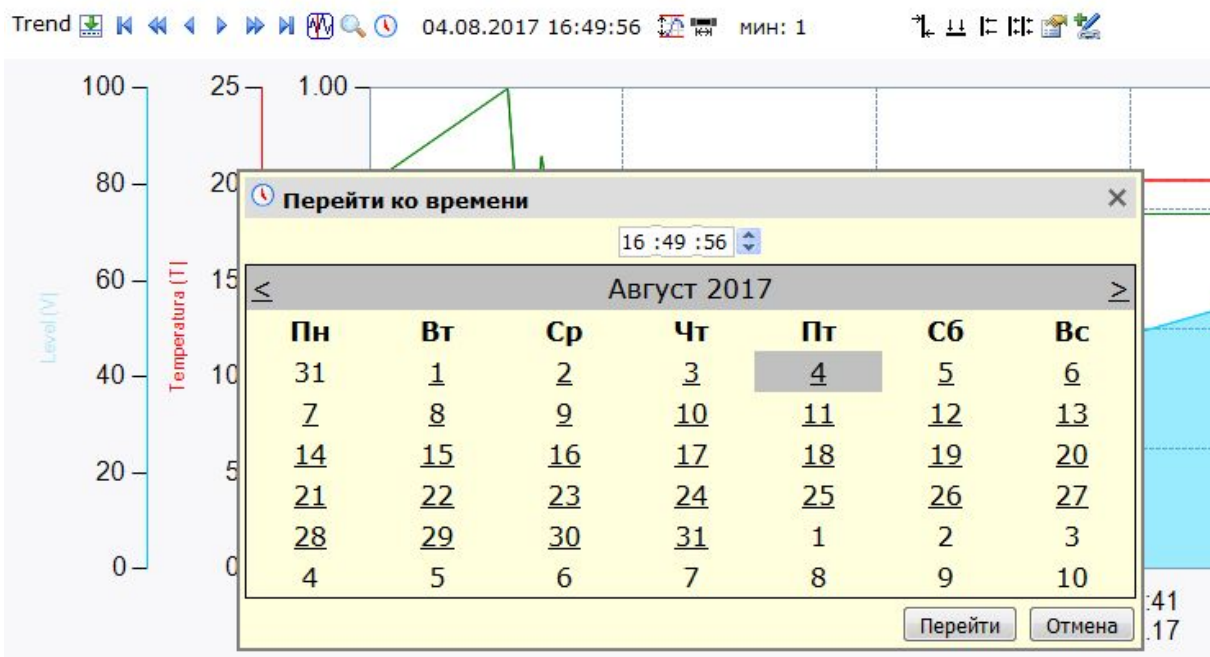 Trend 04.08.2017 16:49:56 мин: 1
100 25 1.00
80 20
60 15
40 10
20 5
0 0
Level [V]
Temperatura [T]
Перейти ко времени
16 :49 :56
< Август 2017 >
Пн Вт Ср Чт Пт Сб Вс
31 1 2 3 4 5 6
7 8 9 10 11 12 13
14 15 16 17 18 19 20
21 22 23 24 25 26 27
28 29 30 31 1 2 3
4 5 6 7 8 9 10
Перейти Отмена
:41
.17